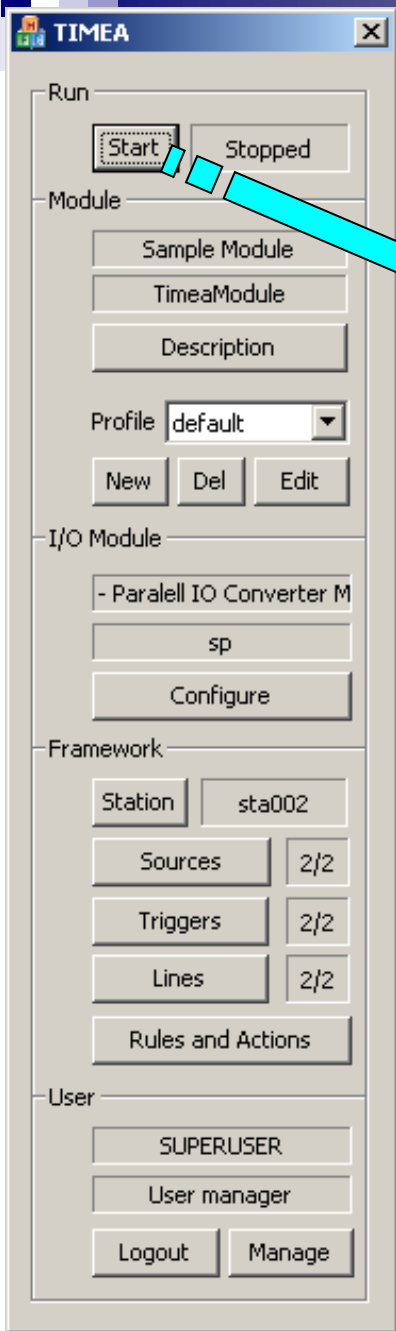 TIMEA
Run
Start Stopped
Module
Sample Module
TimeaModule
Description
Profile default
New Del Edit
I/O Module
- Paralell IO Converter M
sp
Configure
Framework
Station sta002
Sources 2/2
Triggers 2/2
Lines 2/2
Rules and Actions
User
SUPERUSER
User manager
Logout Manage